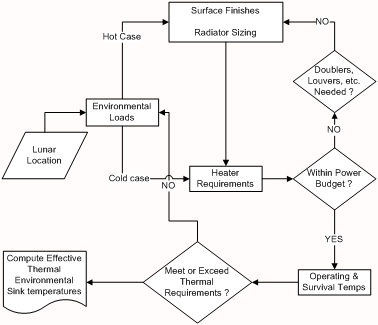 Surface Finishes
Radiator Sizing
NO
Hot Case
Doublers,
Louvers, etc.
Needed ?
Environmental
Loads
NO
Lunar
Location
Cold case
NO
Heater
Requirements
Within Power
Budget ?
YES
Compute Effective
Thermal
Environmental
Sink temperatures
Meet or Exceed
Thermal
Requirements ?
Operating &
Survival Temps